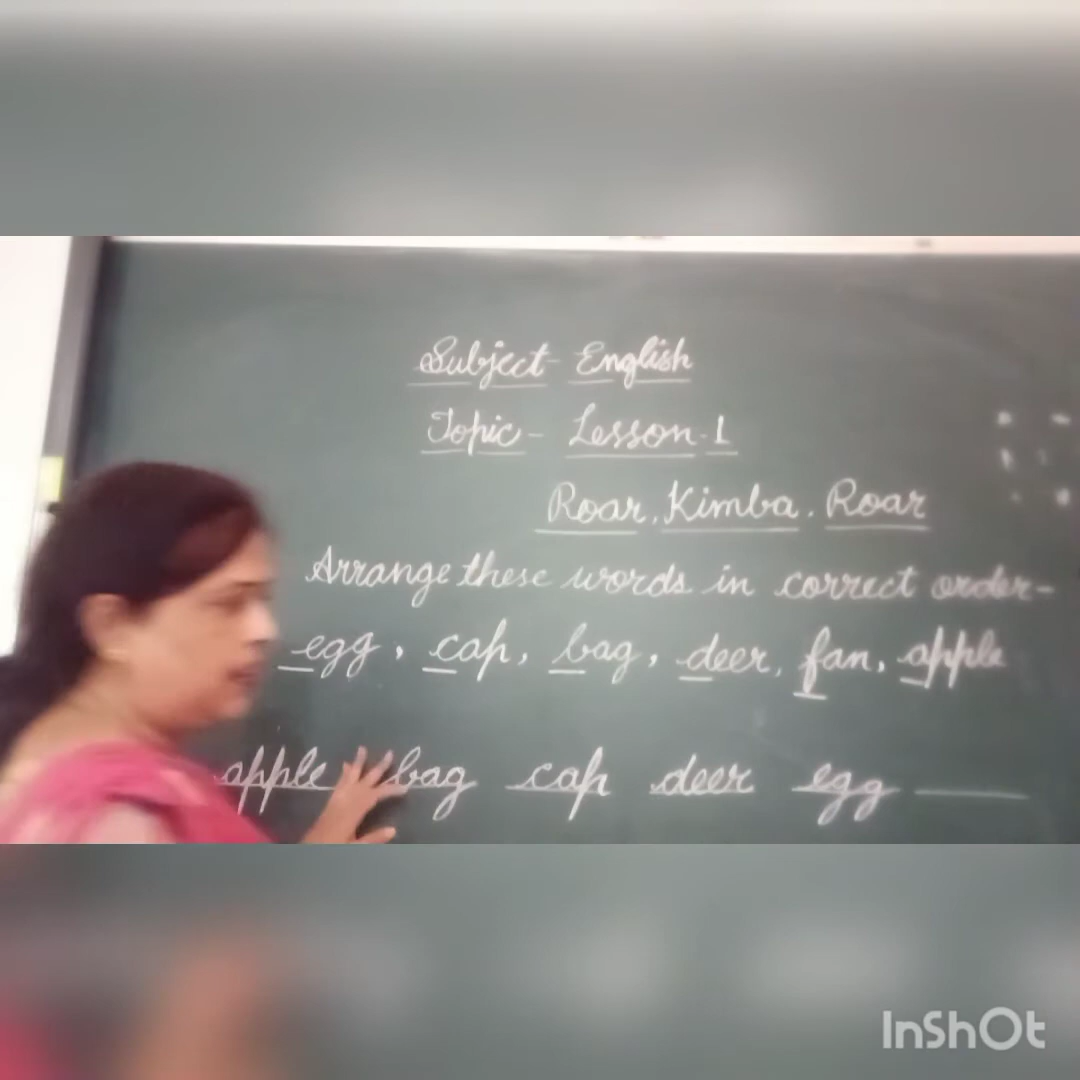 Subject- English
Topic- Lesson-1
Roar, Kimba, Roar
Arrange these words in correct order-
egg, cap, bag, deer, fan, apple
apple bag cap deer egg ____
InShOt